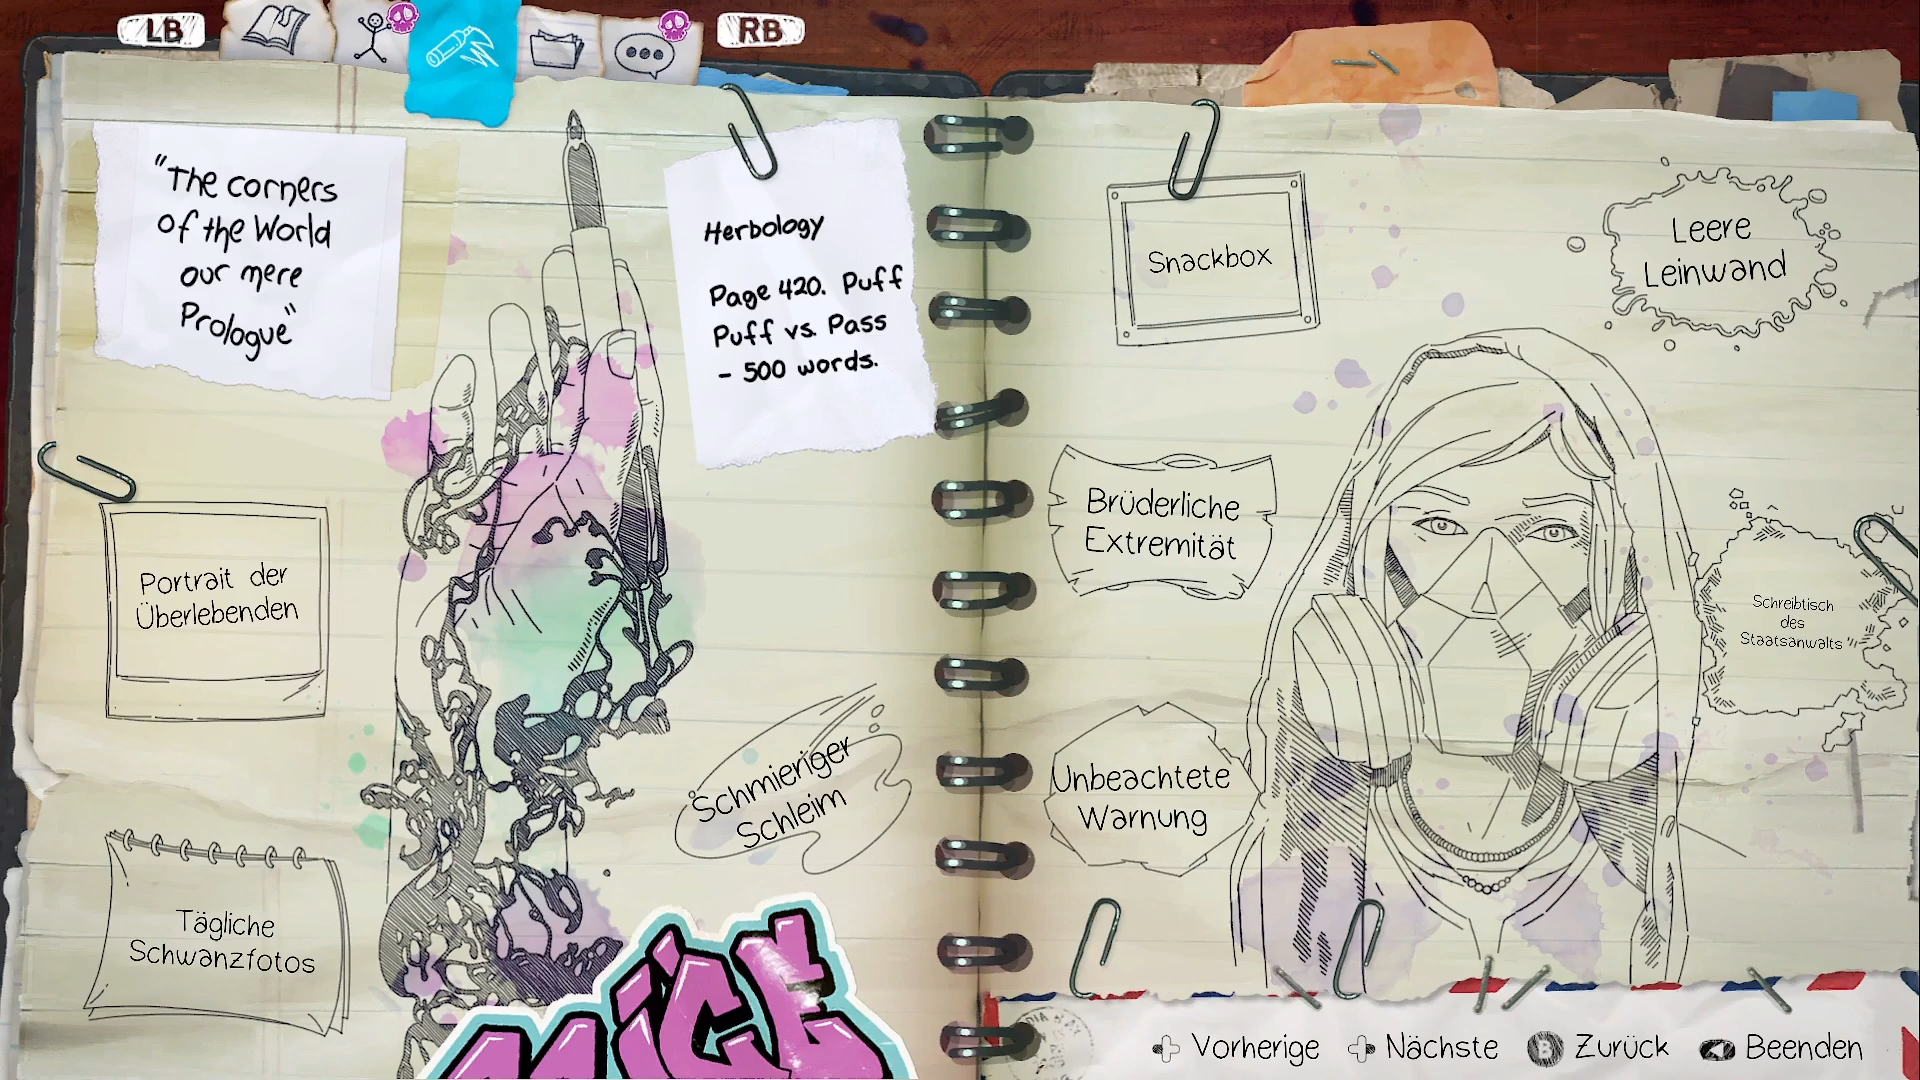 LB
RB
"The corners
of the World
our mere
Prologue"
Herbology
Page 420. Puff
Puff vs. Pass
- 500 words.
Portrait der
Überlebenden
Tägliche
Schwanzfotos
Schmieriger
Schleim
Snackbox
Leere
Leinwand
Brüderliche
Extremität
Schreibtisch
des
Staatsanwalts
Unbeachtete
Warnung
Vorherige
Nächste
B Zurück
Beenden